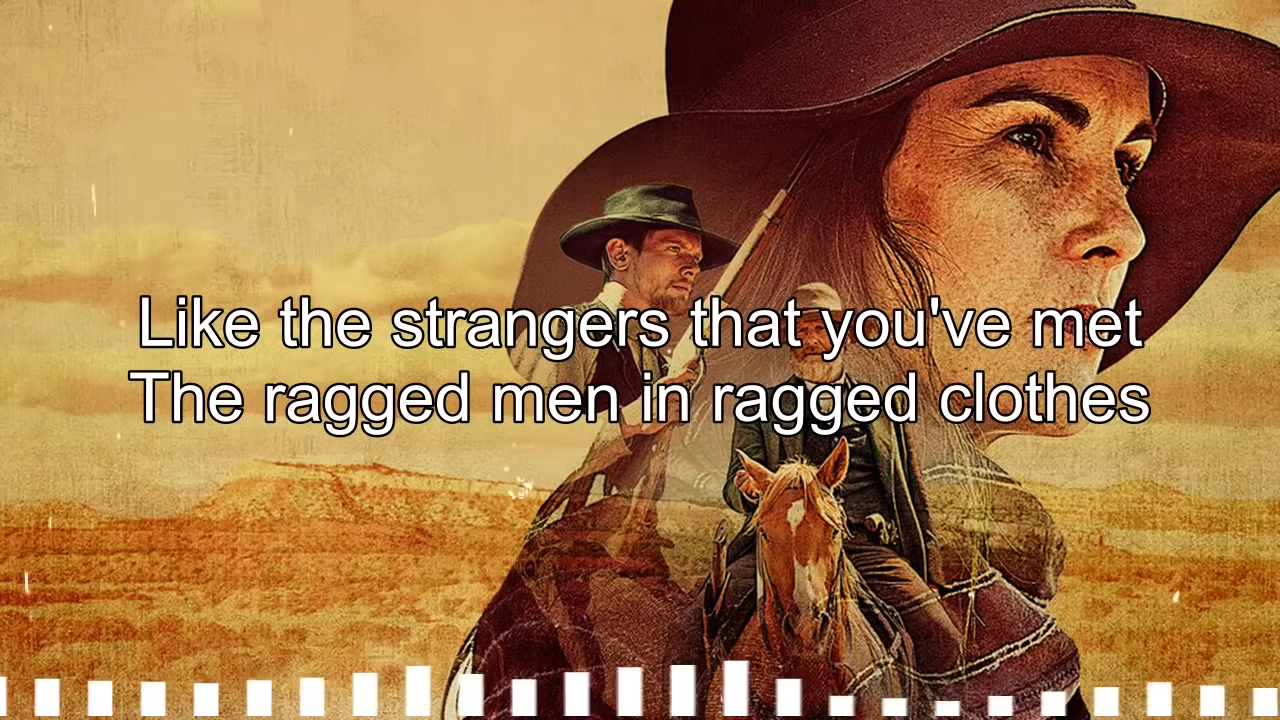 Like the strangers that you've met
The ragged men in ragged clothes